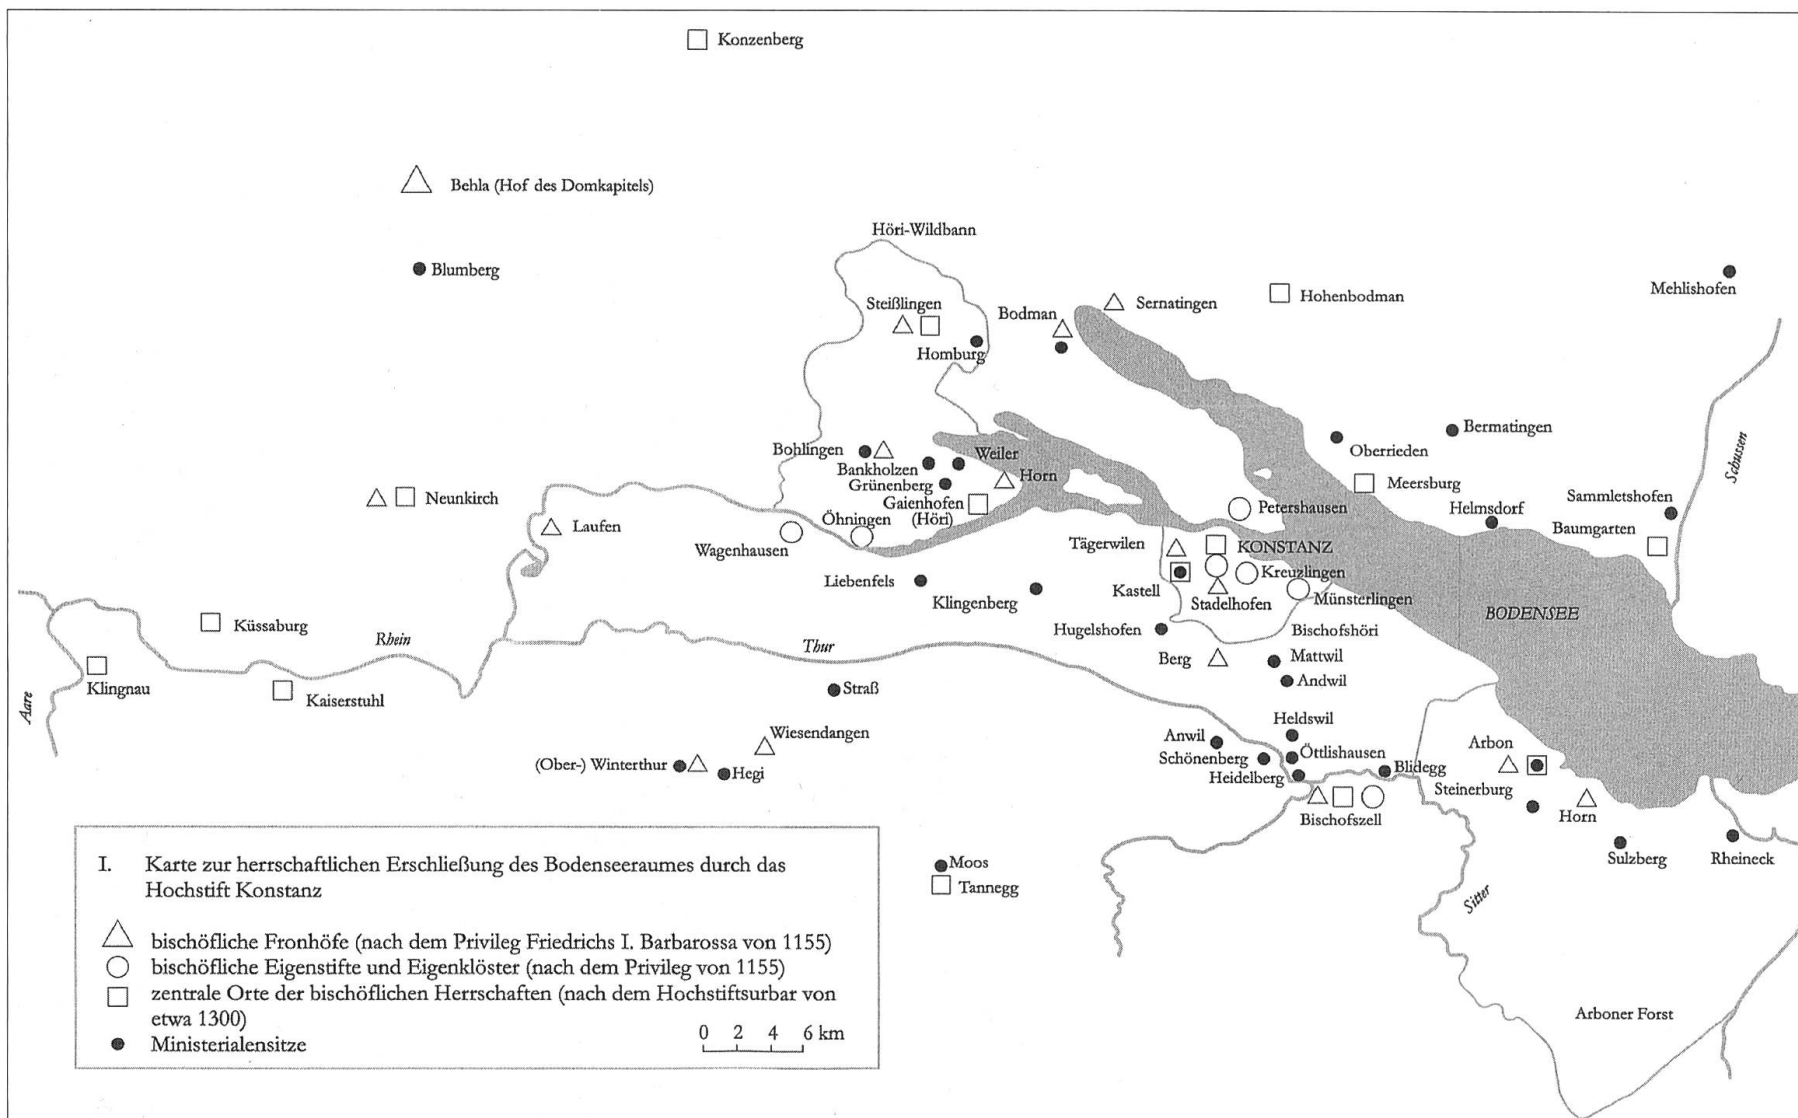 Konzenberg
Behla (Hof des Domkapitels)
Höri-Wildbann
Blumberg
Mehlishofen
Steißlingen
Bodman
Sernatingen
Hohenbodman
Homburg
Bermatingen
Oberrieden
Schussen
Bohlingen
Bankholzen
Weiler
Grünenberg
Horn
Gaienhofen
(Höri)
Meersburg
Neunkirch
Sammletshofen
Helmsdorf
Petershausen
Laufen
Öhningen
Baumgarten
Wagenhausen
Tägerwilen
KONSTANZ
Kreuzlingen
Liebenfels
Klingenberg
Kastell
Stadelhofen
Münsterlingen
BODENSEE
Küssaburg
Rhein
Thur
Hugelshofen
Bischofshöri
Berg
Mattwil
Andwil
Klingnau
Kaiserstuhl
Aare
Straß
Heldswil
Wiesendangen
Anwil
Arbon
(Ober-) Winterthur
Hegi
Schönenberg
Öttlishausen
Heidelberg
Blidegg
Steinerburg
Bischofszell
Horn
Sulzberg
Rheineck
Moos
Tannegg
Sitter
Arboner Forst
I. Karte zur herrschaftlichen Erschließung des Bodenseeraumes durch das
Hochstift Konstanz
bischöfliche Fronhöfe (nach dem Privileg Friedrichs I. Barbarossa von 1155)
bischöfliche Eigenstifte und Eigenklöster (nach dem Privileg von 1155)
zentrale Orte der bischöflichen Herrschaften (nach dem Hochstiftsurbar von
etwa 1300)
Ministerialensitze
0 2 4 6 km